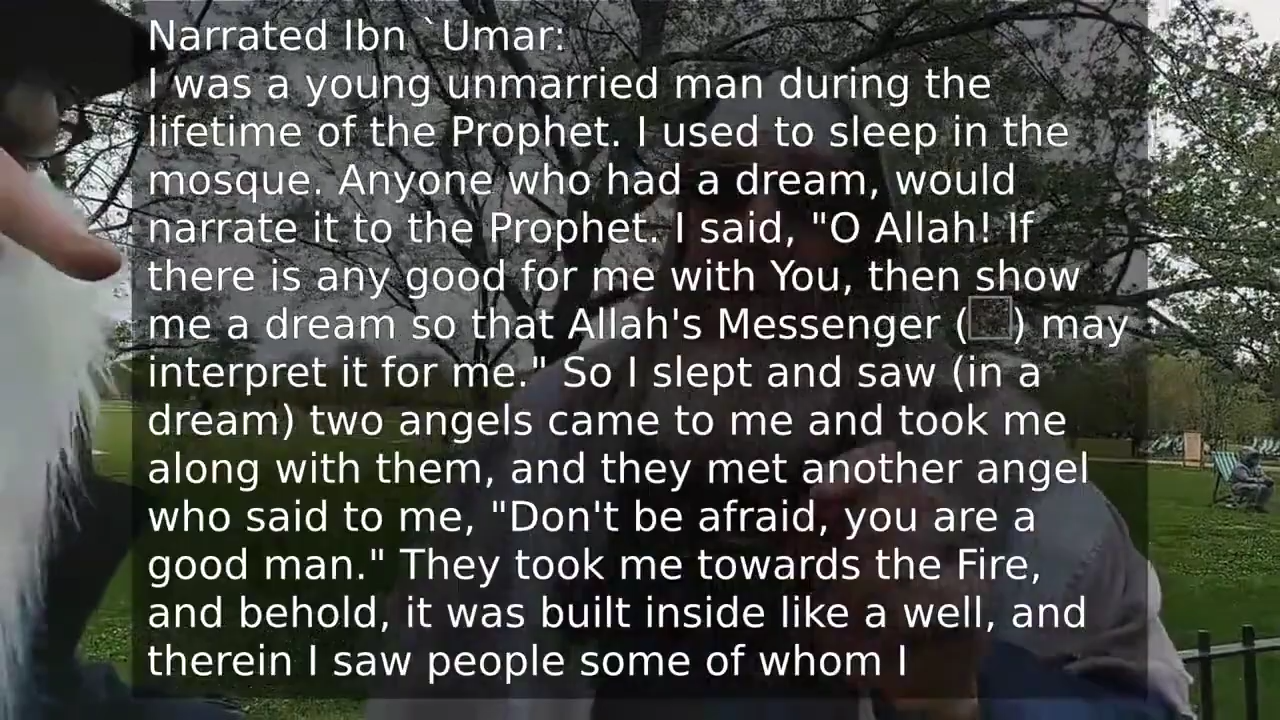 Narrated Ibn `Umar:
I was a young unmarried man during the
lifetime of the Prophet. I used to sleep in the
mosque. Anyone who had a dream, would
narrate it to the Prophet. I said, "O Allah! If
there is any good for me with You, then show
me a dream so that Allah's Messenger (□) may
interpret it for me." So I slept and saw (in a
dream) two angels came to me and took me
along with them, and they met another angel
who said to me, "Don't be afraid, you are a
good man." They took me towards the Fire,
and behold, it was built inside like a well, and
therein I saw people some of whom I